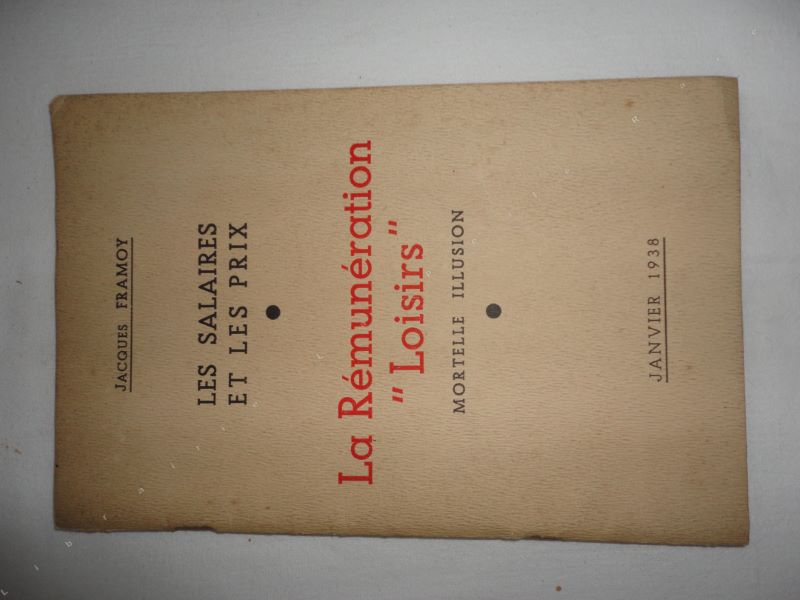 JACQUES FRAMOY
LES SALAIRES
ET LES PRIX
La Rémunération
"Loisirs"
MORTELLE ILLUSION
JANVIER 1938